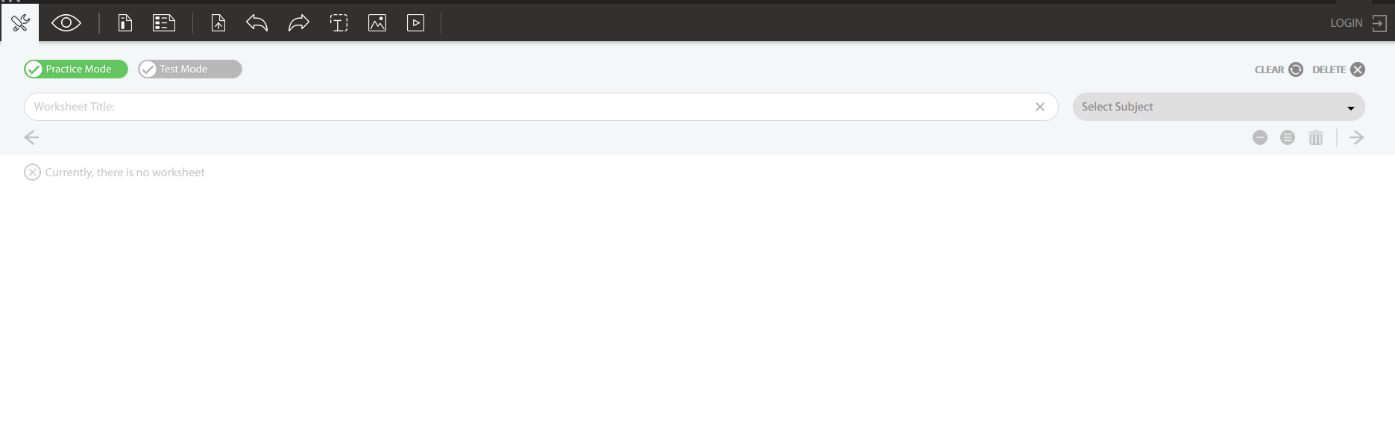 LOGIN
Practice Mode
Test Mode
CLEAR
DELETE
Worksheet Title:
Select Subject
Currently, there is no worksheet